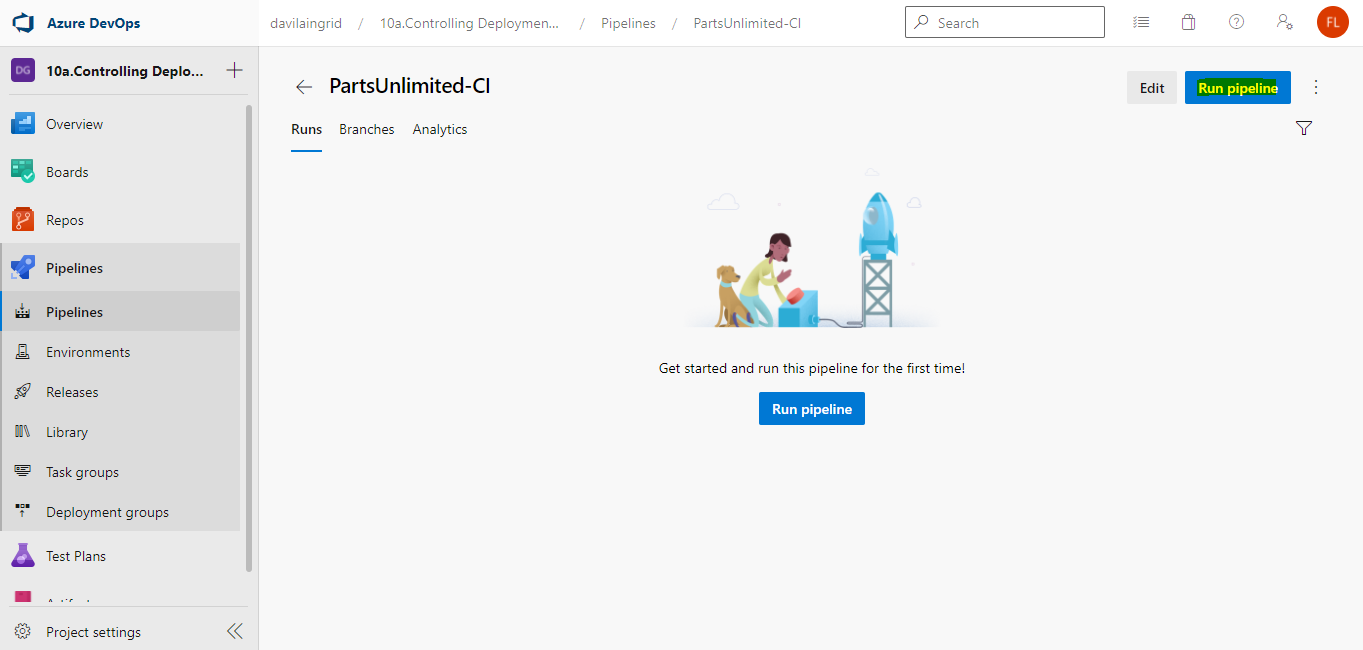 Azure DevOps
davilaingrid / 10a.Controlling Deploymen... / Pipelines / PartsUnlimited-CI
Search
FL
DG 10a.Controlling Deplo...
PartsUnlimited-CI
Edit
Run pipeline
Runs
Branches
Analytics
Overview
Boards
Repos
Pipelines
Pipelines
Environments
Releases
Library
Task groups
Deployment groups
Test Plans
Project settings
Get started and run this pipeline for the first time!
Run pipeline